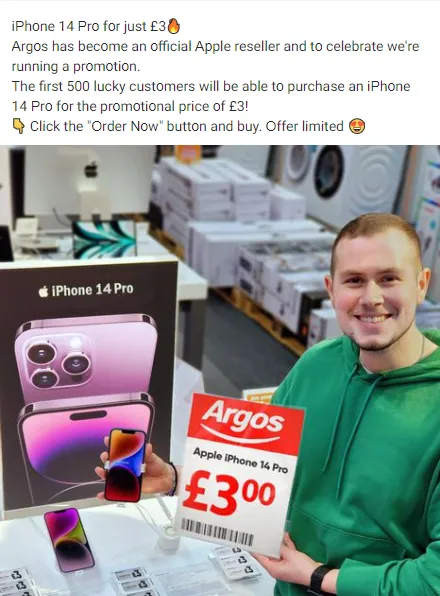 iPhone 14 Pro for just £3🔥
Argos has become an official Apple reseller and to celebrate we're
running a promotion.
The first 500 lucky customers will be able to purchase an iPhone
14 Pro for the promotional price of £3!
👇 Click the "Order Now" button and buy. Offer limited 😍
iPhone 14 Pro
Argos
Apple iPhone 14 Pro
£3⁰⁰